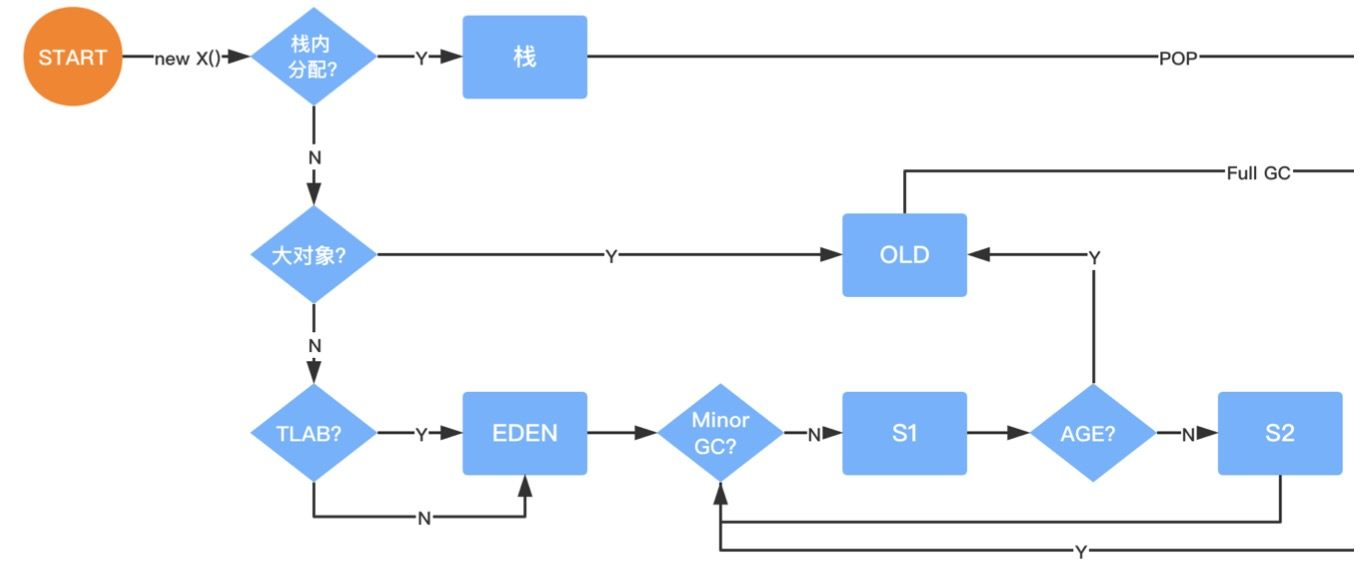 START
new X()
栈内
分配?
Y
栈
POP
N
Full GC
大对象?
Y
OLD
Y
N
TLAB?
Y
EDEN
Minor
GC?
N
S1
AGE?
N
S2
N
Y